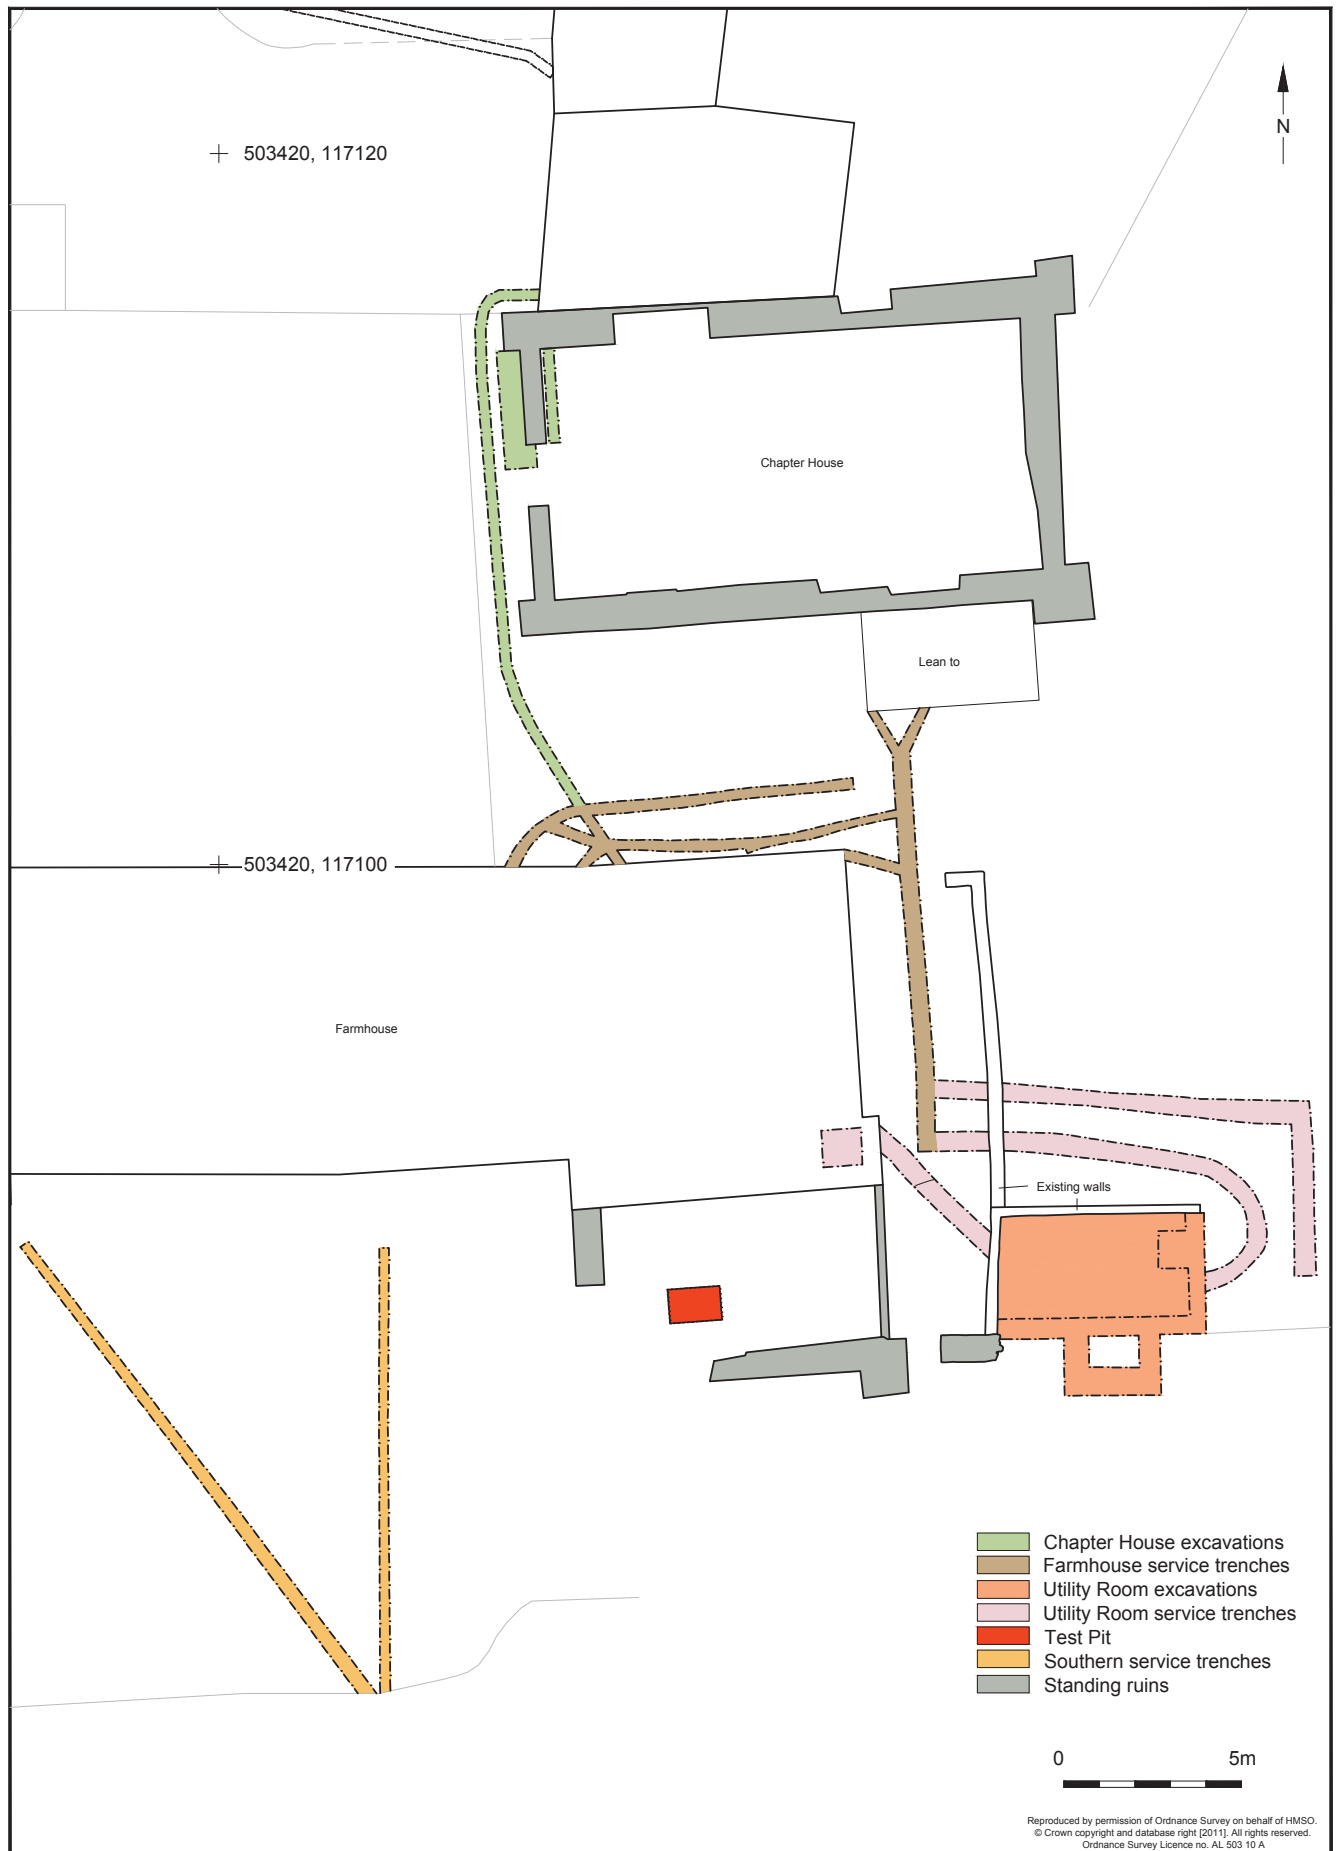 503420, 117120
N
Chapter House
Lean to
503420, 117100
Farmhouse
Existing walls
Chapter House excavations
Farmhouse service trenches
Utility Room excavations
Utility Room service trenches
Test Pit
Southern service trenches
Standing ruins
0 5m
Reproduced by permission of Ordnance Survey on behalf of HMSO.
© Crown copyright and database right [2011]. All rights reserved.
Ordnance Survey Licence no. AL 503 10 A